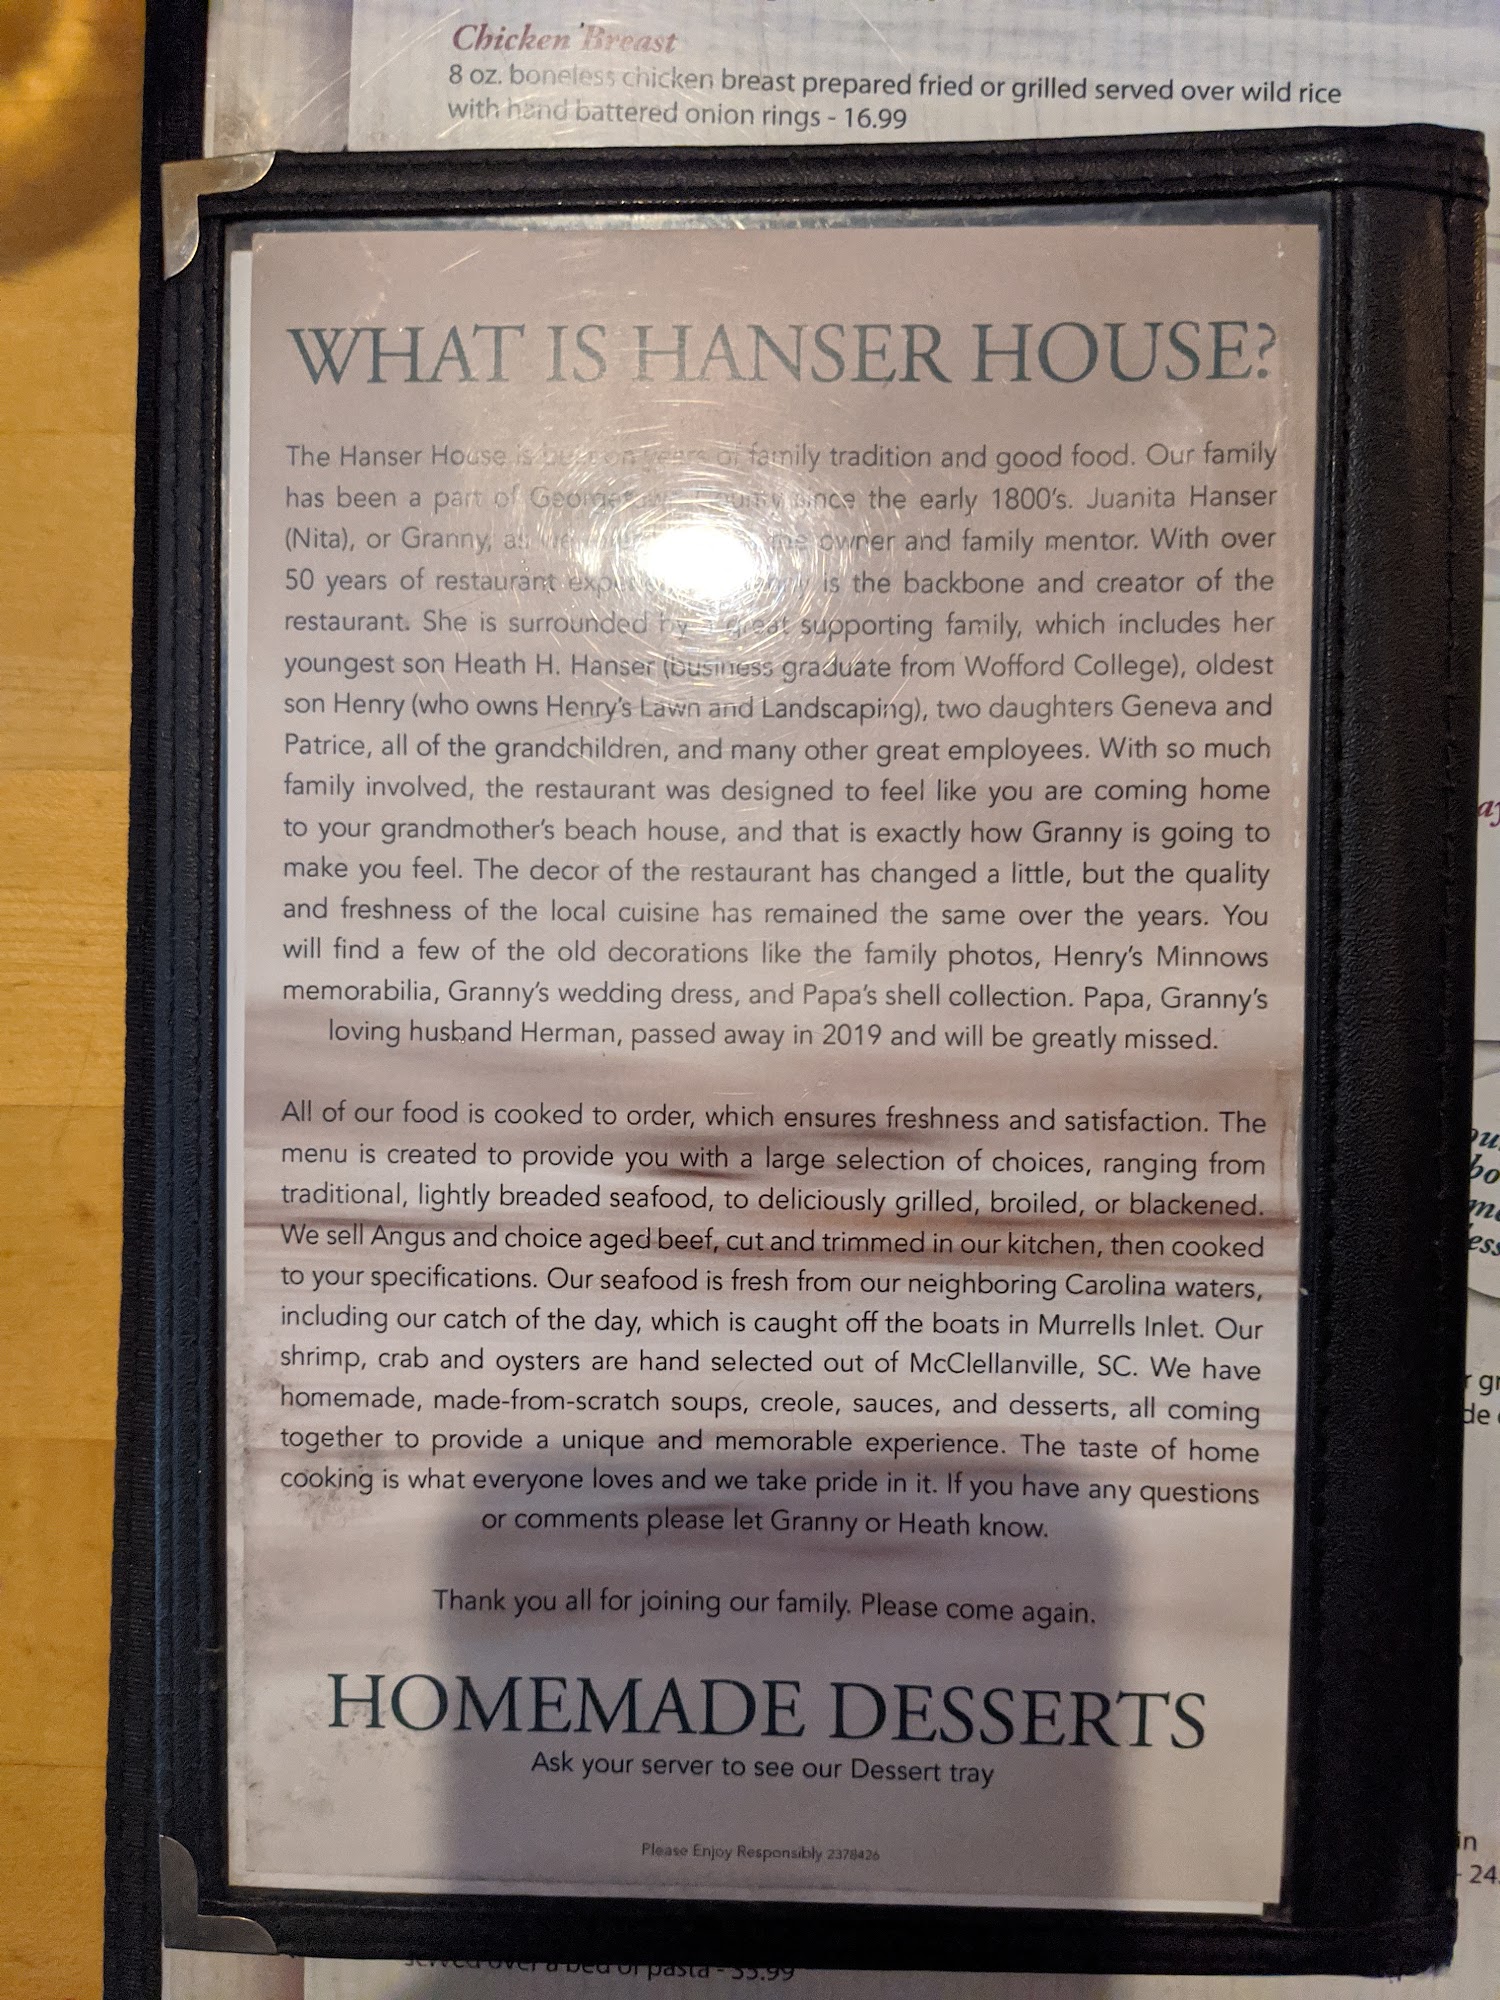 Chicken Breast
8 oz. boneless chicken breast prepared fried or grilled served over wild rice
with hand battered onion rings - 16.99
WHAT IS HANSER HOUSE?
The Hanser House is built on years of family tradition and good food. Our family
has been a part of Georgetown County since the early 1800's. Juanita Hanser
(Nita), or Granny, as the owner and family mentor. With over
50 years of restaurant is the backbone and creator of the
restaurant. She is surrounded by a great supporting family, which includes her
youngest son Heath H. Hanser (business graduate from Wofford College), oldest
son Henry (who owns Henry's Lawn and Landscaping), two daughters Geneva and
Patrice, all of the grandchildren, and many other great employees. With so much
family involved, the restaurant was designed to feel like you are coming home
to your grandmother's beach house, and that is exactly how Granny is going to
make you feel. The decor of the restaurant has changed a little, but the quality
and freshness of the local cuisine has remained the same over the years. You
will find a few of the old decorations like the family photos, Henry's Minnows
memorabilia, Granny's wedding dress, and Papa's shell collection. Papa, Granny's
loving husband Herman, passed away in 2019 and will be greatly missed.
All of our food is cooked to order, which ensures freshness and satisfaction. The
menu is created to provide you with a large selection of choices, ranging from
traditional, lightly breaded seafood, to deliciously grilled, broiled, or blackened.
We sell Angus and choice aged beef, cut and trimmed in our kitchen, then cooked
to your specifications. Our seafood is fresh from our neighboring Carolina waters,
including our catch of the day, which is caught off the boats in Murrells Inlet. Our
shrimp, crab and oysters are hand selected out of McClellanville, SC. We have
homemade, made-from-scratch soups, creole, sauces, and desserts, all coming
together to provide a unique and memorable experience. The taste of home
cooking is what everyone loves and we take pride in it. If you have any questions
or comments please let Granny or Heath know.
Thank you all for joining our family. Please come again.
HOMEMADE DESSERTS
Ask your server to see our Dessert tray
Please Enjoy Responsibly 2378426
served over a bed of pasta - 35.99